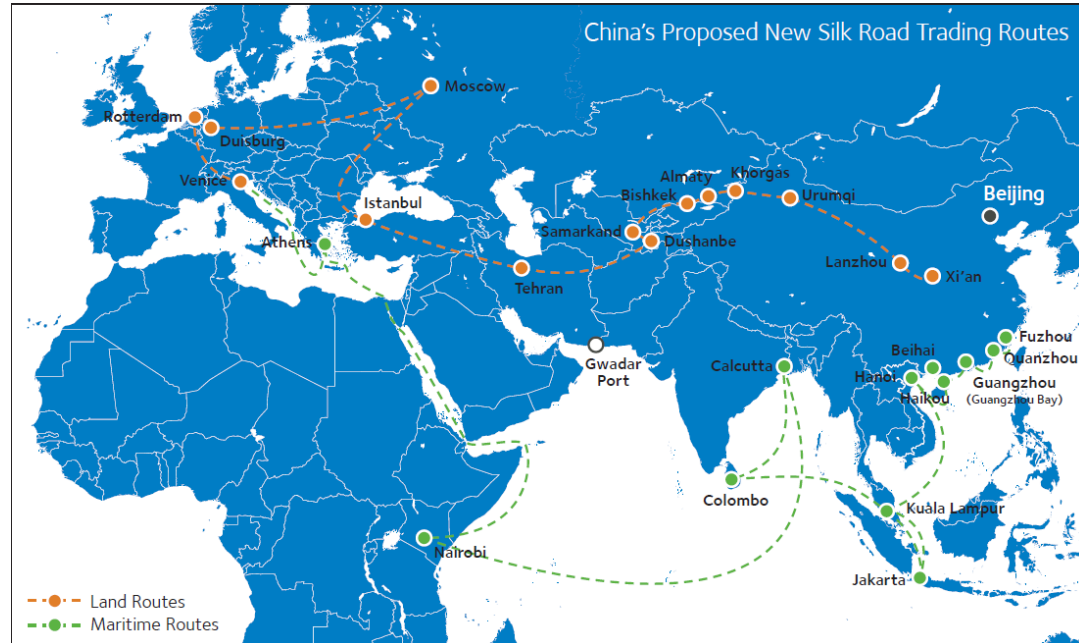 China's Proposed New Silk Road Trading Routes
Moscow
Rotterdam
Duisburg
Venice
Istanbul
Athens
Almaty
Khorgas
Bishkek
Urumqi
Beijing
Samarkand
Dushanbe
Tehran
Lanzhou
Xi'an
Gwadar
Port
Fuzhou
Quanzhou
Beihai
Calcutta
Hanoi
Haikou
Guangzhou
(Guangzhou Bay)
Colombo
Kuala Lampur
Nairobi
Jakarta
Land Routes
Maritime Routes